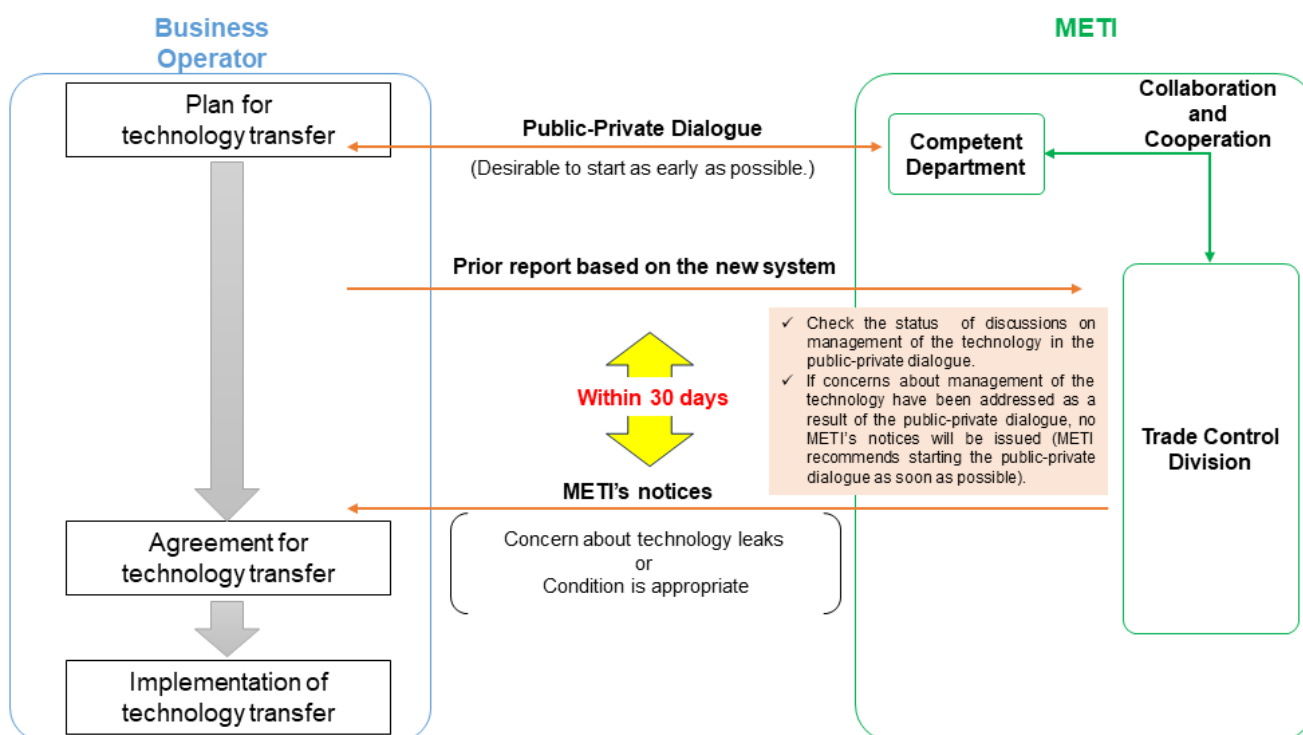 Business
Operator
METI
Plan for
technology transfer
Public-Private Dialogue
(Desirable to start as early as possible.)
Competent
Department
Collaboration
and
Cooperation
Prior report based on the new system
✓ Check the status of discussions on
management of the technology in the
public-private dialogue.
✓ If concerns about management of the
technology have been addressed as a
result of the public-private dialogue, no
METI's notices will be issued (METI
recommends starting the public-private
dialogue as soon as possible).
Within 30 days
Trade Control
Division
METI's notices
Concern about technology leaks
or
Condition is appropriate
Agreement for
technology transfer
Implementation of
technology transfer